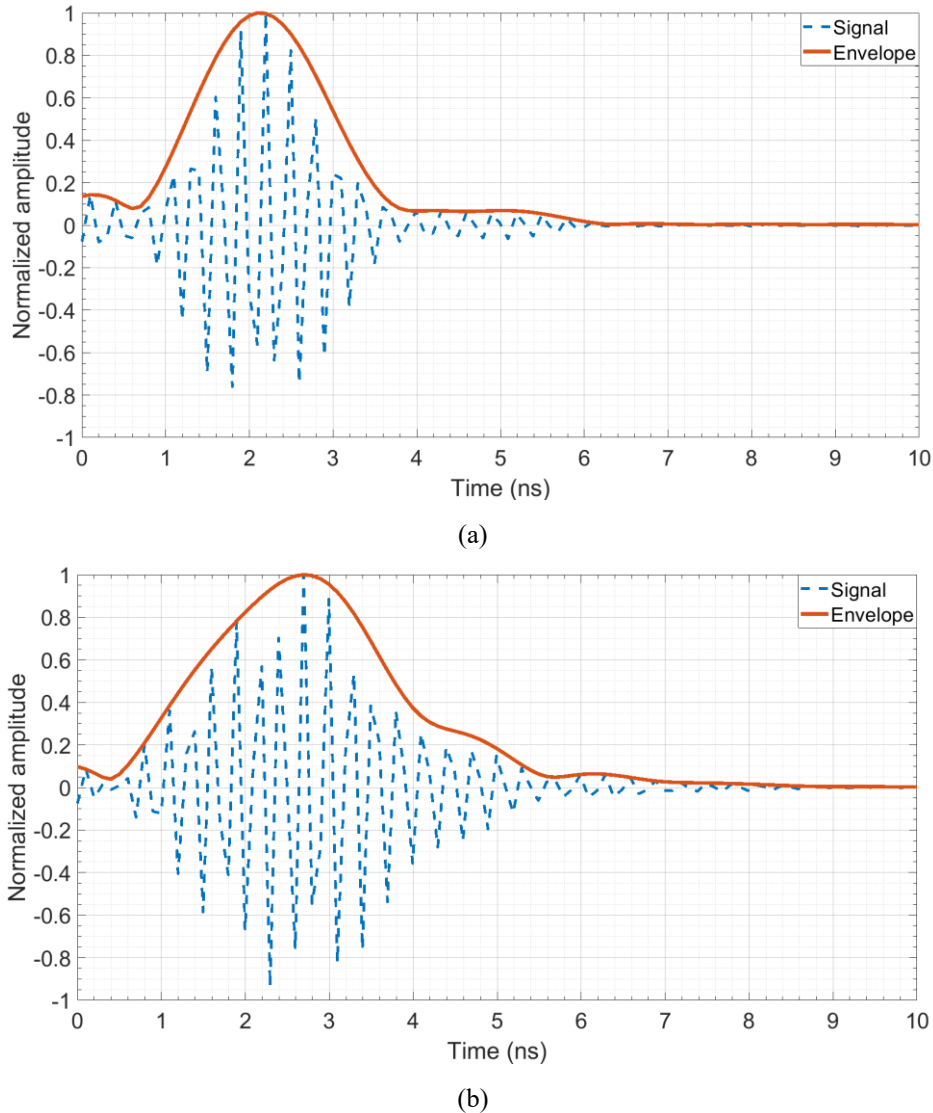 1
0.8
0.6
0.4
0.2
0
-0.2
-0.4
-0.6
-0.8
-1
Normalized amplitude
Signal
Envelope
0 1 2 3 4 5 6 7 8 9 10
Time (ns)
(a)
1
0.8
0.6
0.4
0.2
0
-0.2
-0.4
-0.6
-0.8
-1
Normalized amplitude
Signal
Envelope
0 1 2 3 4 5 6 7 8 9 10
Time (ns)
(b)